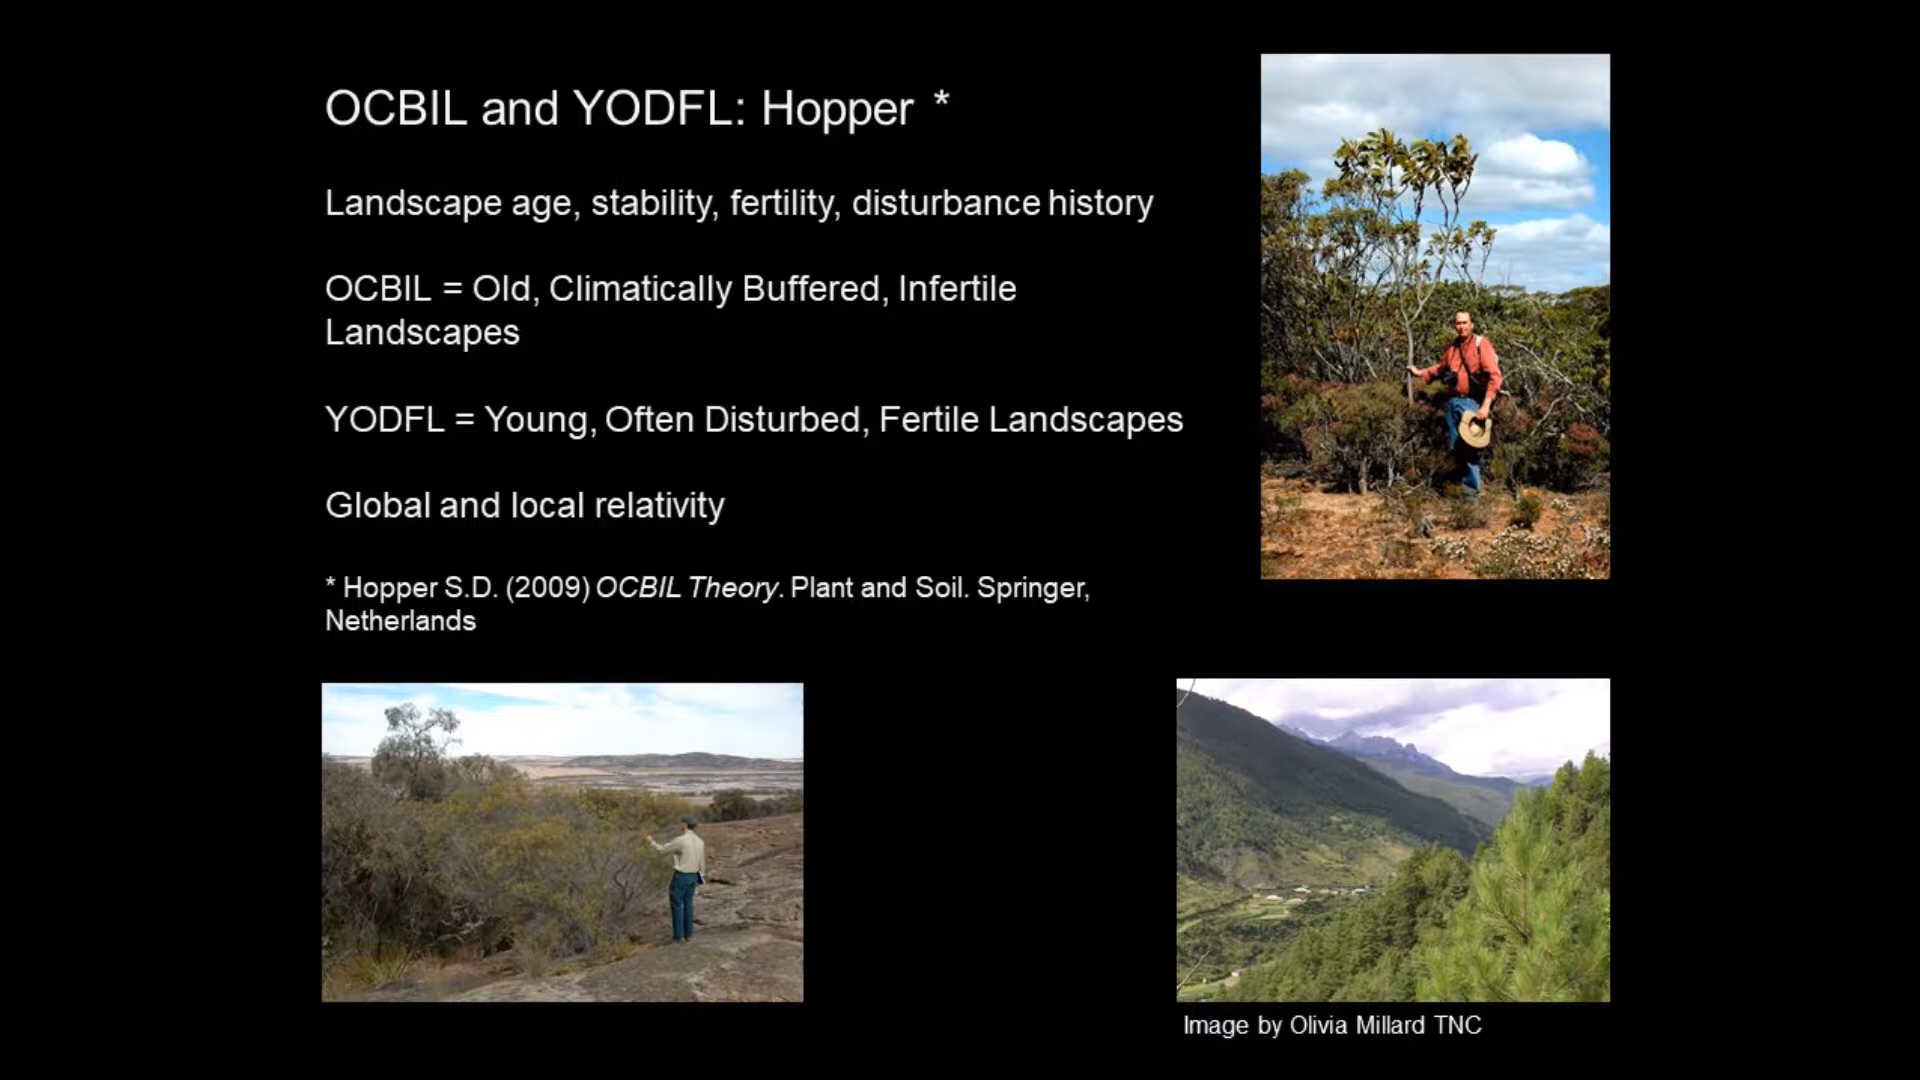 OCBIL and YODFL: Hopper *
Landscape age, stability, fertility, disturbance history
OCBIL = Old, Climatically Buffered, Infertile
Landscapes
YODFL = Young, Often Disturbed, Fertile Landscapes
Global and local relativity
* Hopper S.D. (2009) OCBIL Theory. Plant and Soil. Springer,
Netherlands
Image by Olivia Millard TNC